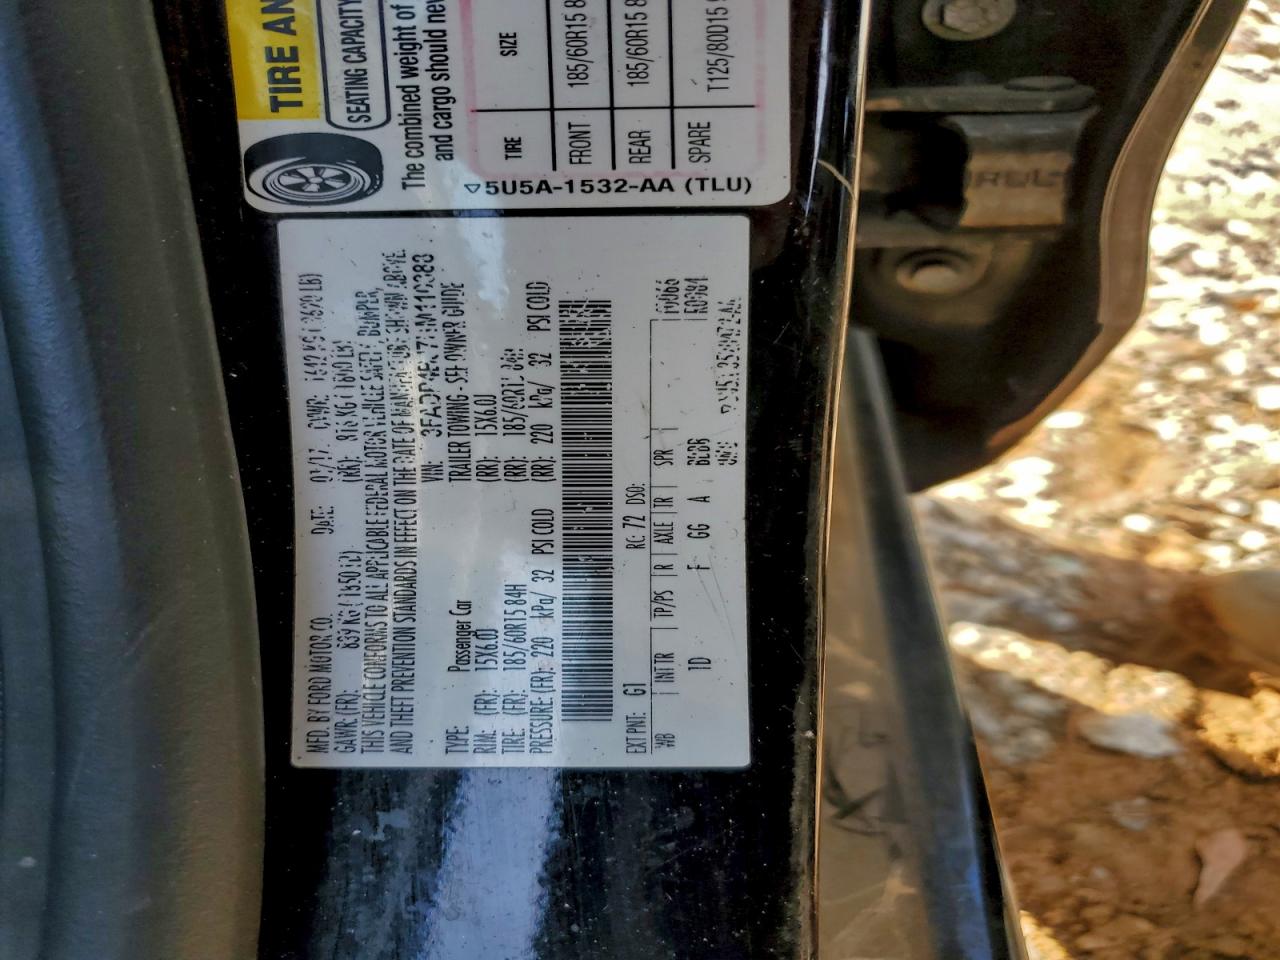 TIRE AN
SEATING CAPACITY
The combined weight of
and cargo should nev
TIRE SIZE
FRONT 185/60R15 8
REAR 185/60R15 8
SPARE T125/80D15 9
5U5A-1532-AA (TLU)
MFD. BY FORD MOTOR CO. DATE:
GAWR: (FR): (RR):
THIS VEHICLE CONFORMS TO ALL APPLICABLE FEDERAL MOTOR VEHICLE SAFETY, BUMPER,
AND THEFT PREVENTION STANDARDS IN EFFECT ON THE DATE OF MANUFACTURE SHOWN ABOVE.
VIN:
TYPE: Passenger Car TRAILER TOWING- SEE OWNER GUIDE
RIM: (FR): 15X6.0J (RR): 15X6.0J
TIRE: (FR): 185/60R15 84H (RR):
PRESSURE: (FR): 220 kPa/ 32 PSI COLD (RR): 220 kPa/ 32 PSI COLD
EXT PNT: G1 RC: 72 DSO:
WB INT TR TP/PS R AXLE TR SPR
ID F GG A